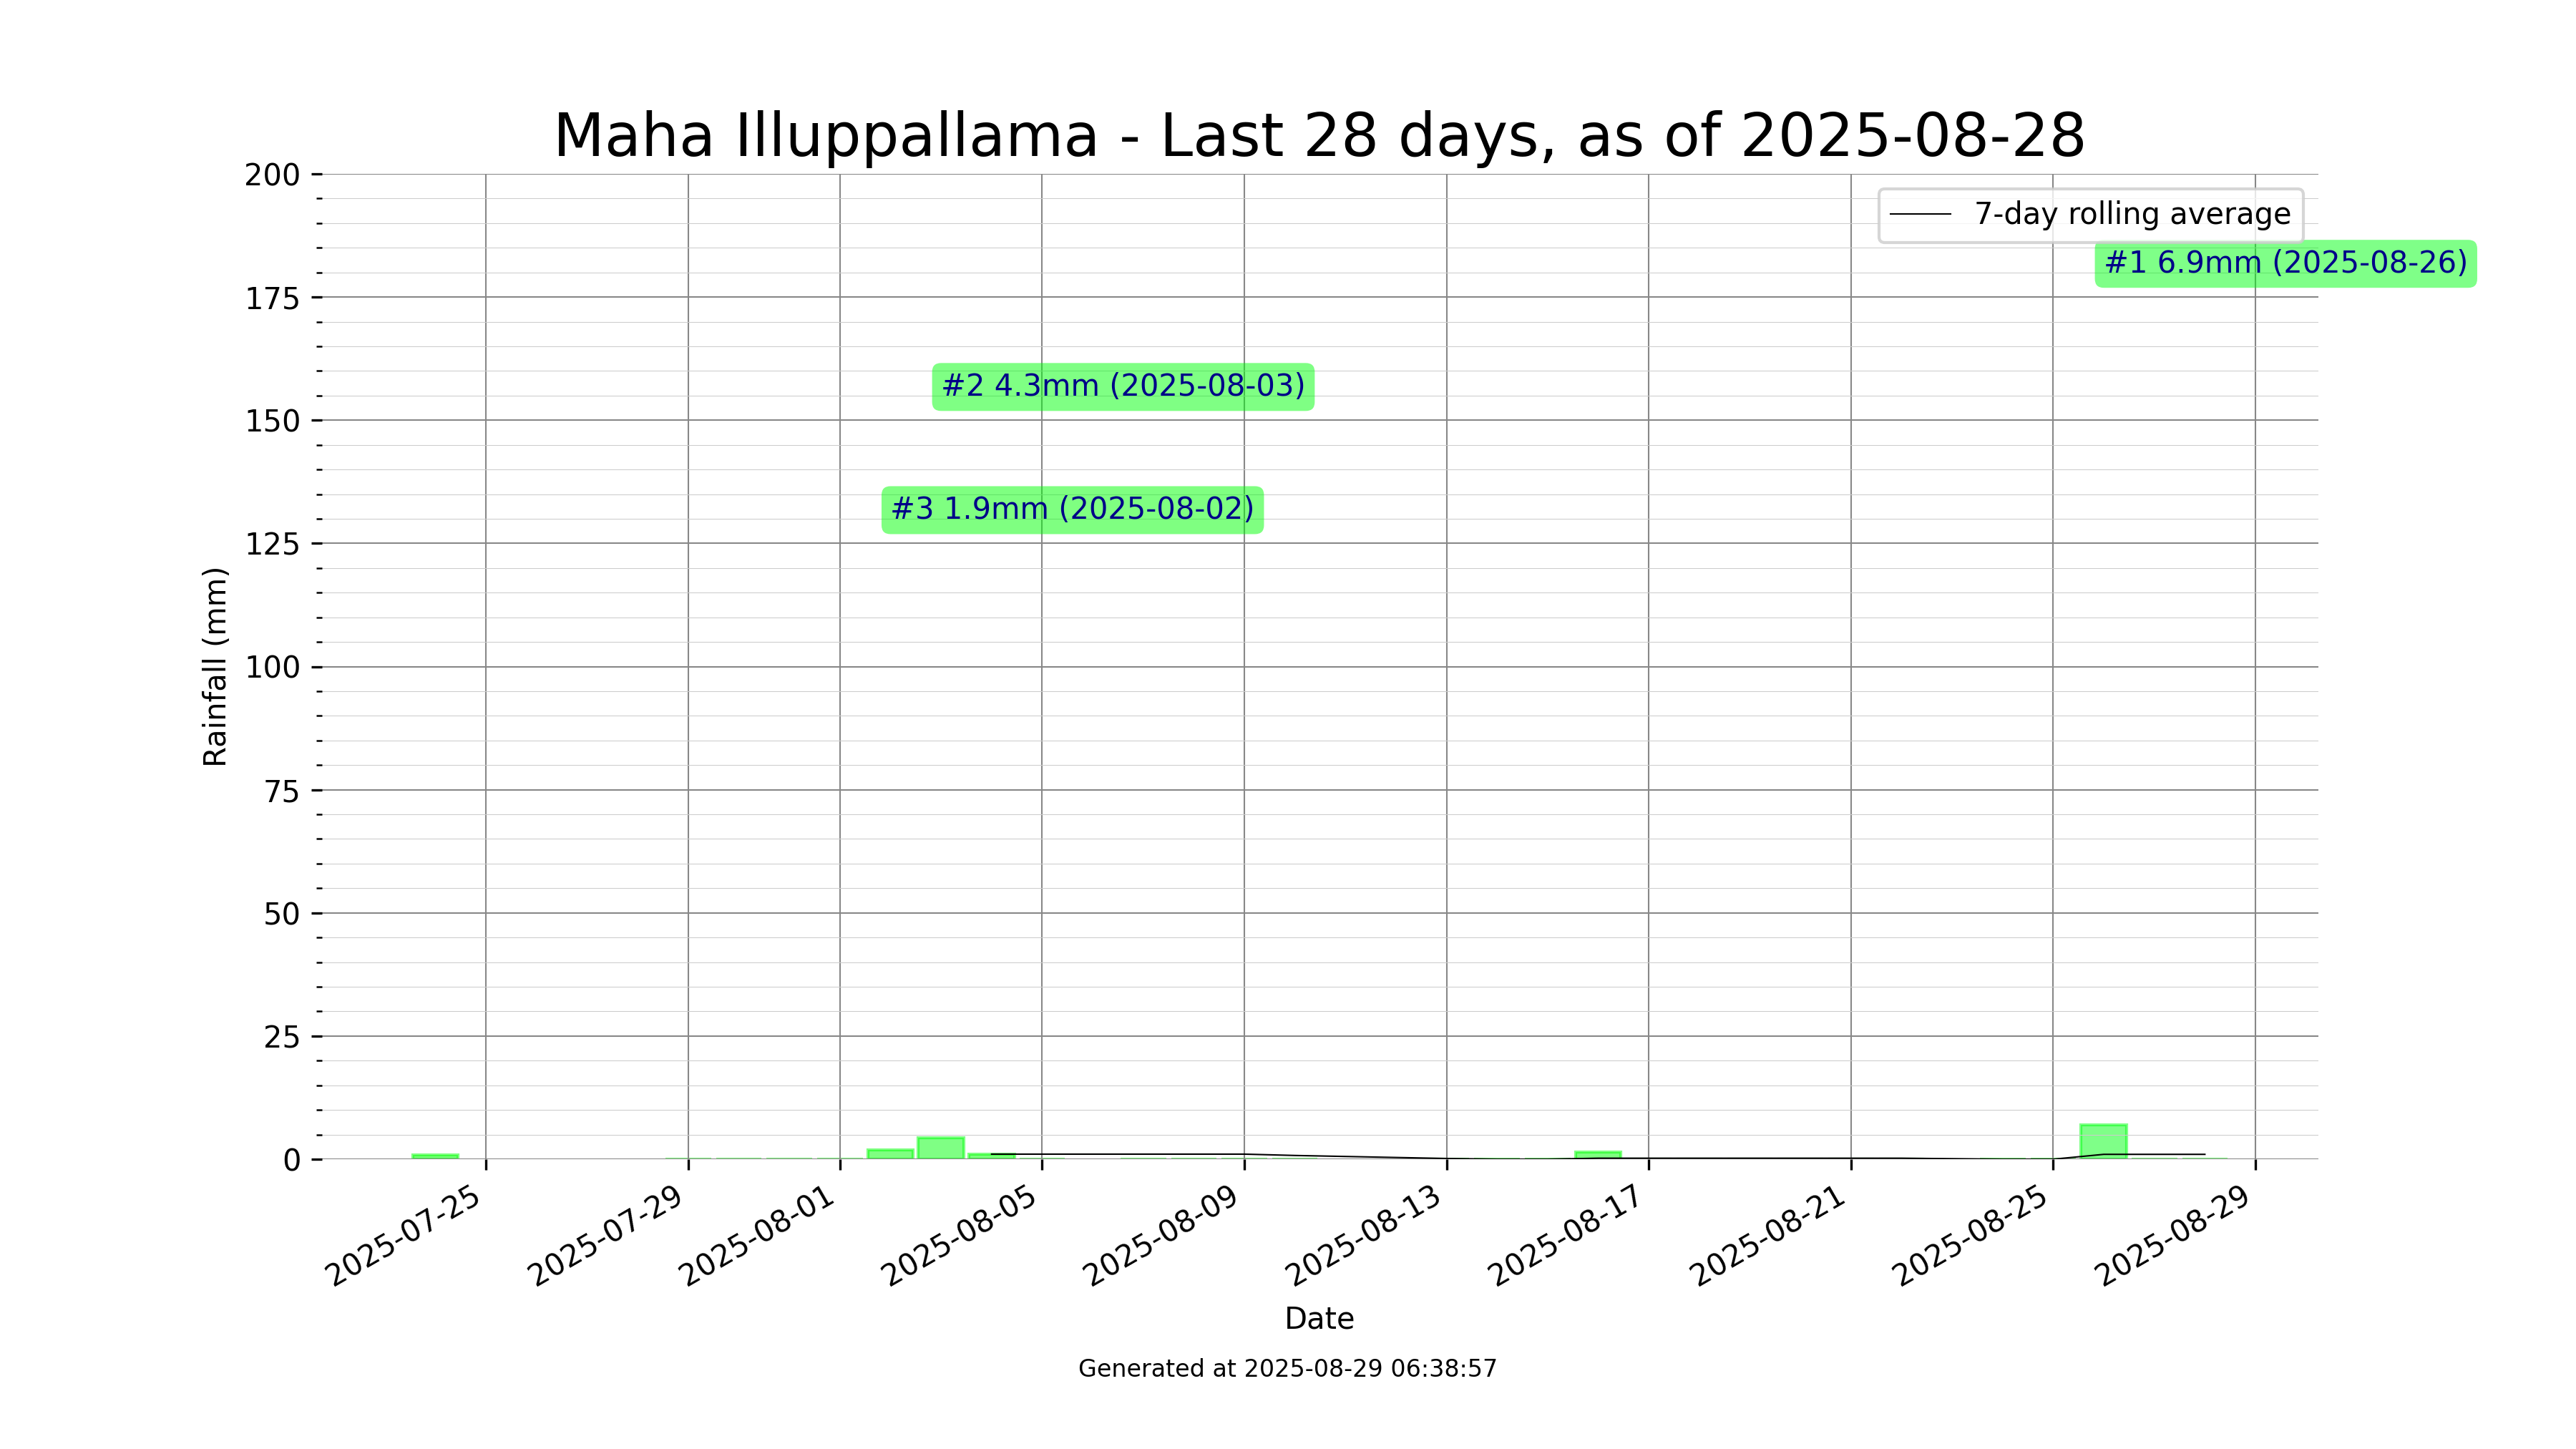 Maha Illuppallama - Last 28 days, as of 2025-08-28
7-day rolling average
#1 6.9mm (2025-08-26)
#2 4.3mm (2025-08-03)
#3 1.9mm (2025-08-02)
Rainfall (mm)
200
175
150
125
100
75
50
25
0
2025-07-25
2025-07-29
2025-08-01
2025-08-05
2025-08-09
2025-08-13
2025-08-17
2025-08-21
2025-08-25
2025-08-29
Date
Generated at 2025-08-29 06:38:57